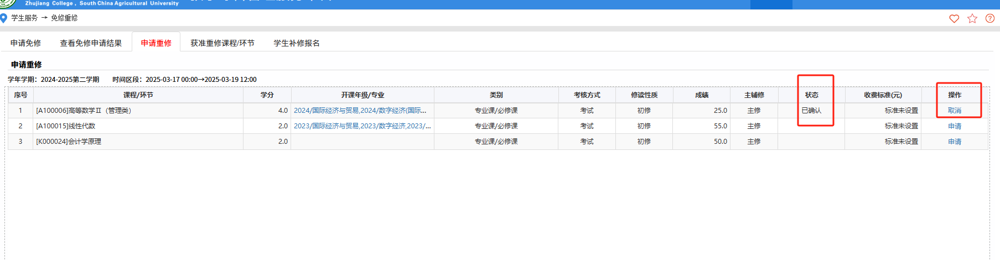 Zhujiang College, South China Agricultural University
学生服务 → 免修重修
申请免修 查看免修申请结果 申请重修 获准重修课程/环节 学生补修报名
申请重修
学年学期：2024-2025第二学期 时间区段：2025-03-17 00:00→2025-03-19 12:00
序号 课程/环节 学分 开课年级/专业 类别 考核方式 修读性质 成绩 主辅修 状态 收费标准(元) 操作
1 [A100006]高等数学Ⅱ（管理类） 4.0 2024/国际经济与贸易,2024/数字经济(国际... 专业课/必修课 考试 初修 25.0 主修 已确认 标准未设置 取消
2 [A100015]线性代数 2.0 2023/国际经济与贸易,2023/数字经济,2023/... 专业课/必修课 考试 初修 55.0 主修 标准未设置 申请
3 [K000024]会计学原理 2.0 专业课/必修课 考试 初修 50.0 主修 标准未设置 申请